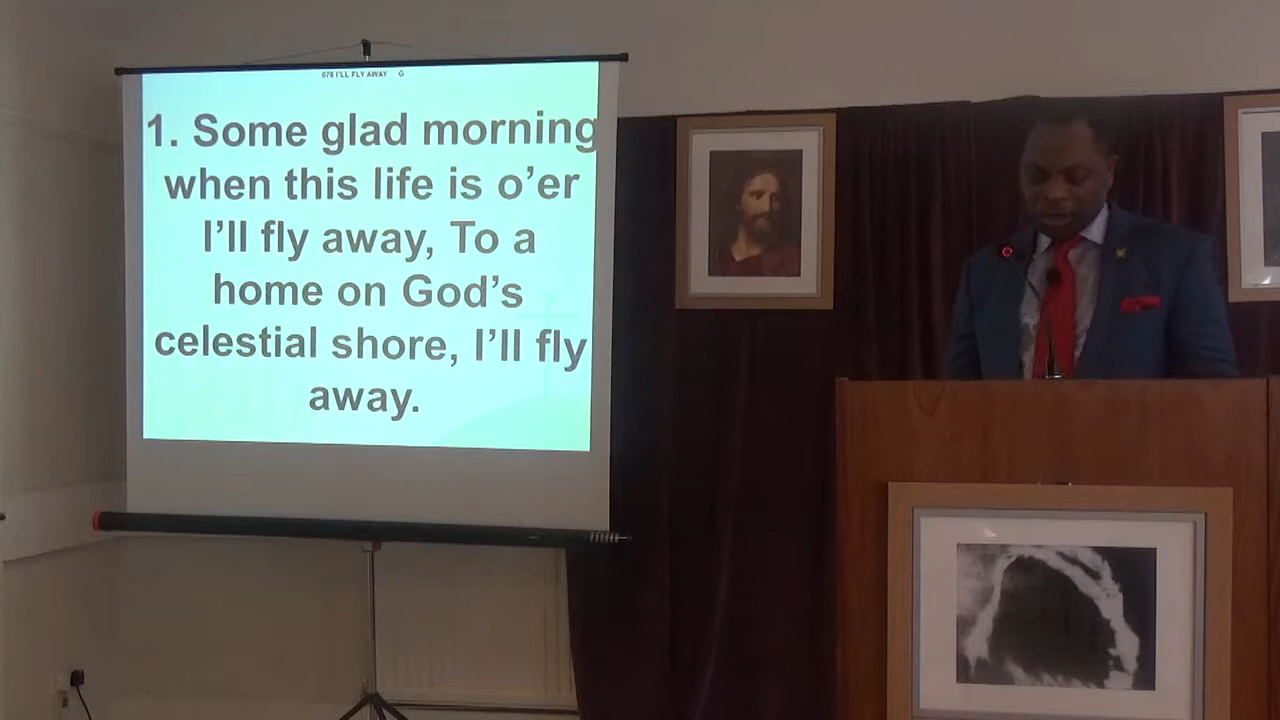 078 I'LL FLY AWAY G
1. Some glad morning
when this life is o’er
I’ll fly away, To a
home on God’s
celestial shore, I’ll fly
away.